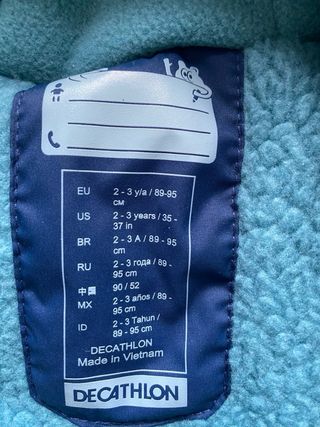 EU 2 - 3 y/a / 89-95
CM
US 2 - 3 years / 35 -
37 in
BR 2 - 3 A / 89 - 95
cm
RU 2 - 3 года / 89 -
95 cm
中国 90 / 52
MX 2 - 3 años / 89 -
95 cm
ID 2 - 3 Tahun /
89 - 95 cm
DECATHLON
Made in Vietnam
DECATHLON